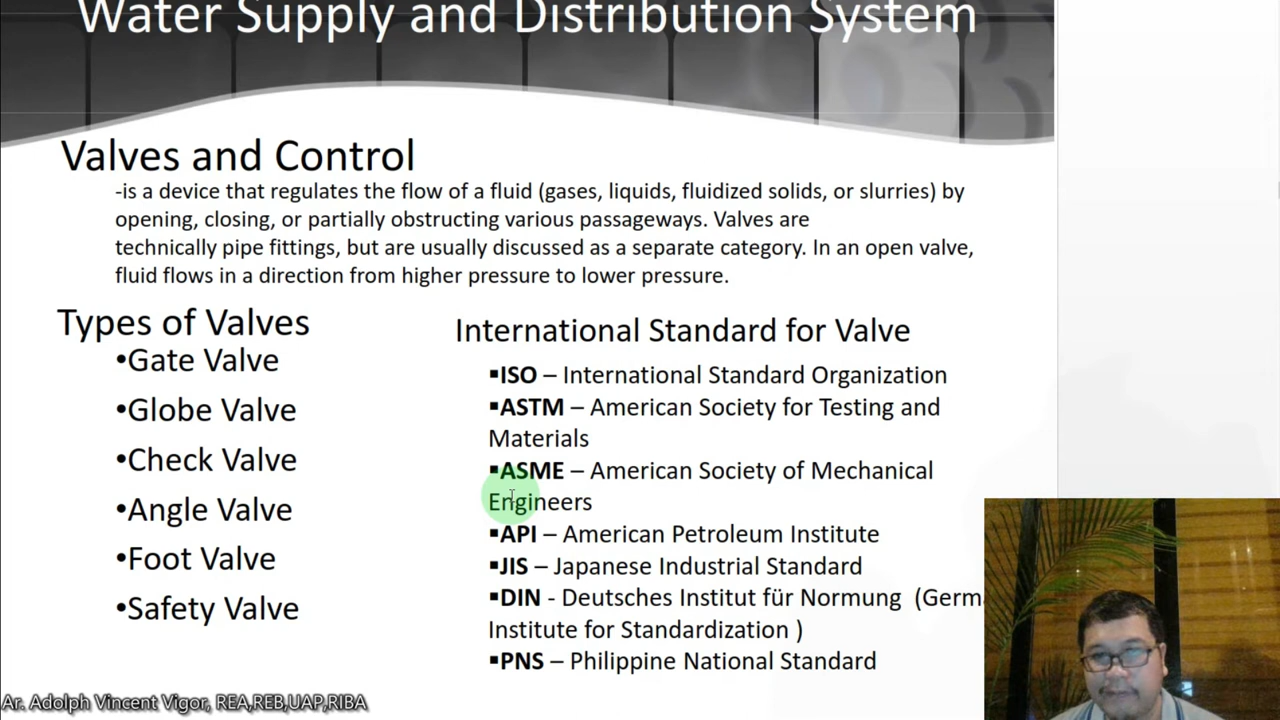 Water Supply and Distribution System
Valves and Control
-is a device that regulates the flow of a fluid (gases, liquids, fluidized solids, or slurries) by
opening, closing, or partially obstructing various passageways. Valves are
technically pipe fittings, but are usually discussed as a separate category. In an open valve,
fluid flows in a direction from higher pressure to lower pressure.
Types of Valves
•Gate Valve
•Globe Valve
•Check Valve
•Angle Valve
•Foot Valve
•Safety Valve
International Standard for Valve
▪ISO – International Standard Organization
▪ASTM – American Society for Testing and
Materials
▪ASME – American Society of Mechanical
Engineers
▪API – American Petroleum Institute
▪JIS – Japanese Industrial Standard
▪DIN - Deutsches Institut für Normung (Germa
Institute for Standardization )
▪PNS – Philippine National Standard
Ar. Adolph Vincent Vigor, REA,REB,UAP,RIBA